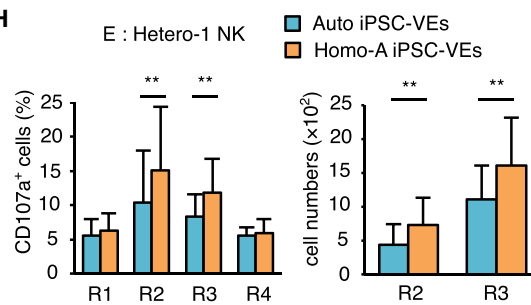 H
E : Hetero-1 NK
Auto iPSC-VEs
Homo-A iPSC-VEs
CD107a⁺ cells (%)
25
20
15
10
5
0
**
**
R1 R2 R3 R4
cell numbers (×10²)
25
20
15
10
5
0
**
**
R2 R3